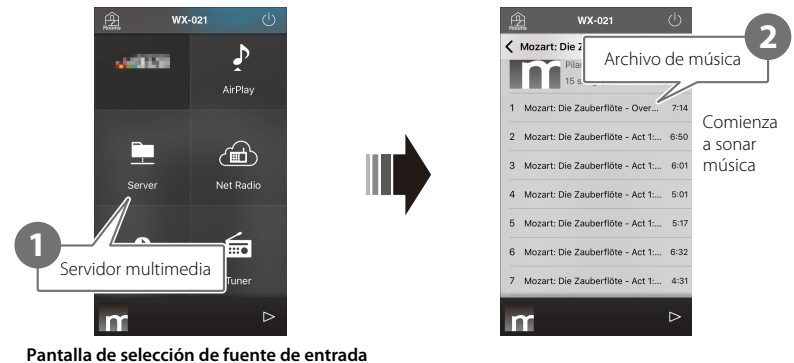 Rooms
WX-021
AirPlay
Server
Net Radio
1
Servidor multimedia
Tuner
m
Pantalla de selección de fuente de entrada
Rooms
WX-021
2
Mozart: Die Z
Archivo de música
m
15 s
1 Mozart: Die Zauberflöte - Over... 7:14
2 Mozart: Die Zauberflöte - Act 1:... 6:50
3 Mozart: Die Zauberflöte - Act 1:... 6:01
4 Mozart: Die Zauberflöte - Act 1:... 5:01
5 Mozart: Die Zauberflöte - Act 1:... 5:17
6 Mozart: Die Zauberflöte - Act 1:... 6:32
7 Mozart: Die Zauberflöte - Act 1:... 4:31
m
Comienza
a sonar
música